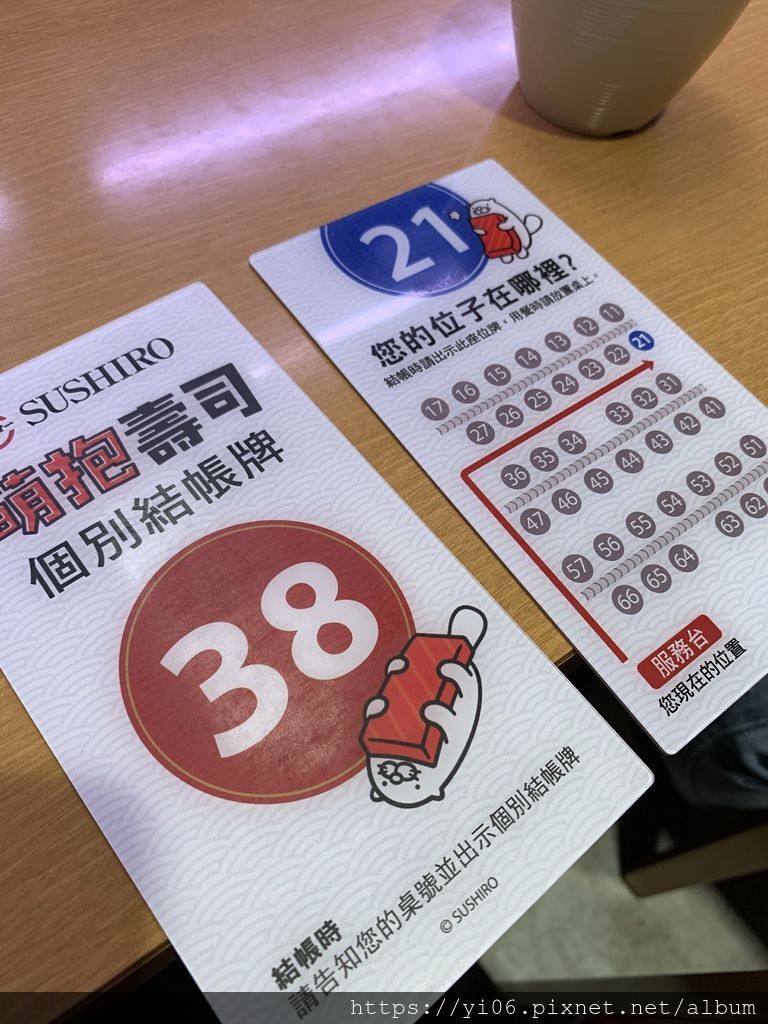 SUSHIRO
萌抱壽司
個別結帳牌
38
結帳時
請告知您的桌號並出示個別結帳牌
© SUSHIRO
21
您的位子在哪裡?
結帳時請出示此座位牌,用餐時請放置桌上。
17 16 15 14 13 12 11
27 26 25 24 23 22 21
36 35 34 33 32 31
47 46 45 44 43 42 41
57 56 55 54 53 52 51
66 65 64 63 62
服務台
您現在的位置
https://yi06.pixnet.net/album